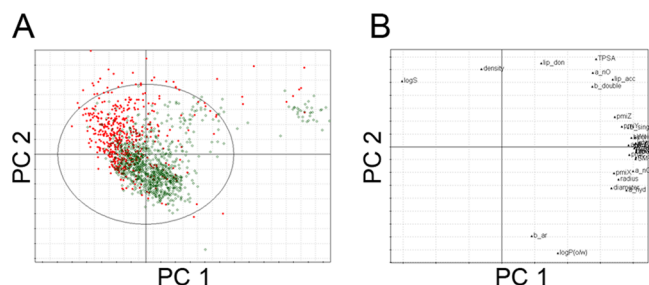 A
B
PC 2
PC 1
PC 2
PC 1
TPSA
lip_don
density
a_nO
lip_acc
logS
b_double
pmiZ
pmiX
radius
diameter
b_ar
logP(o/w)